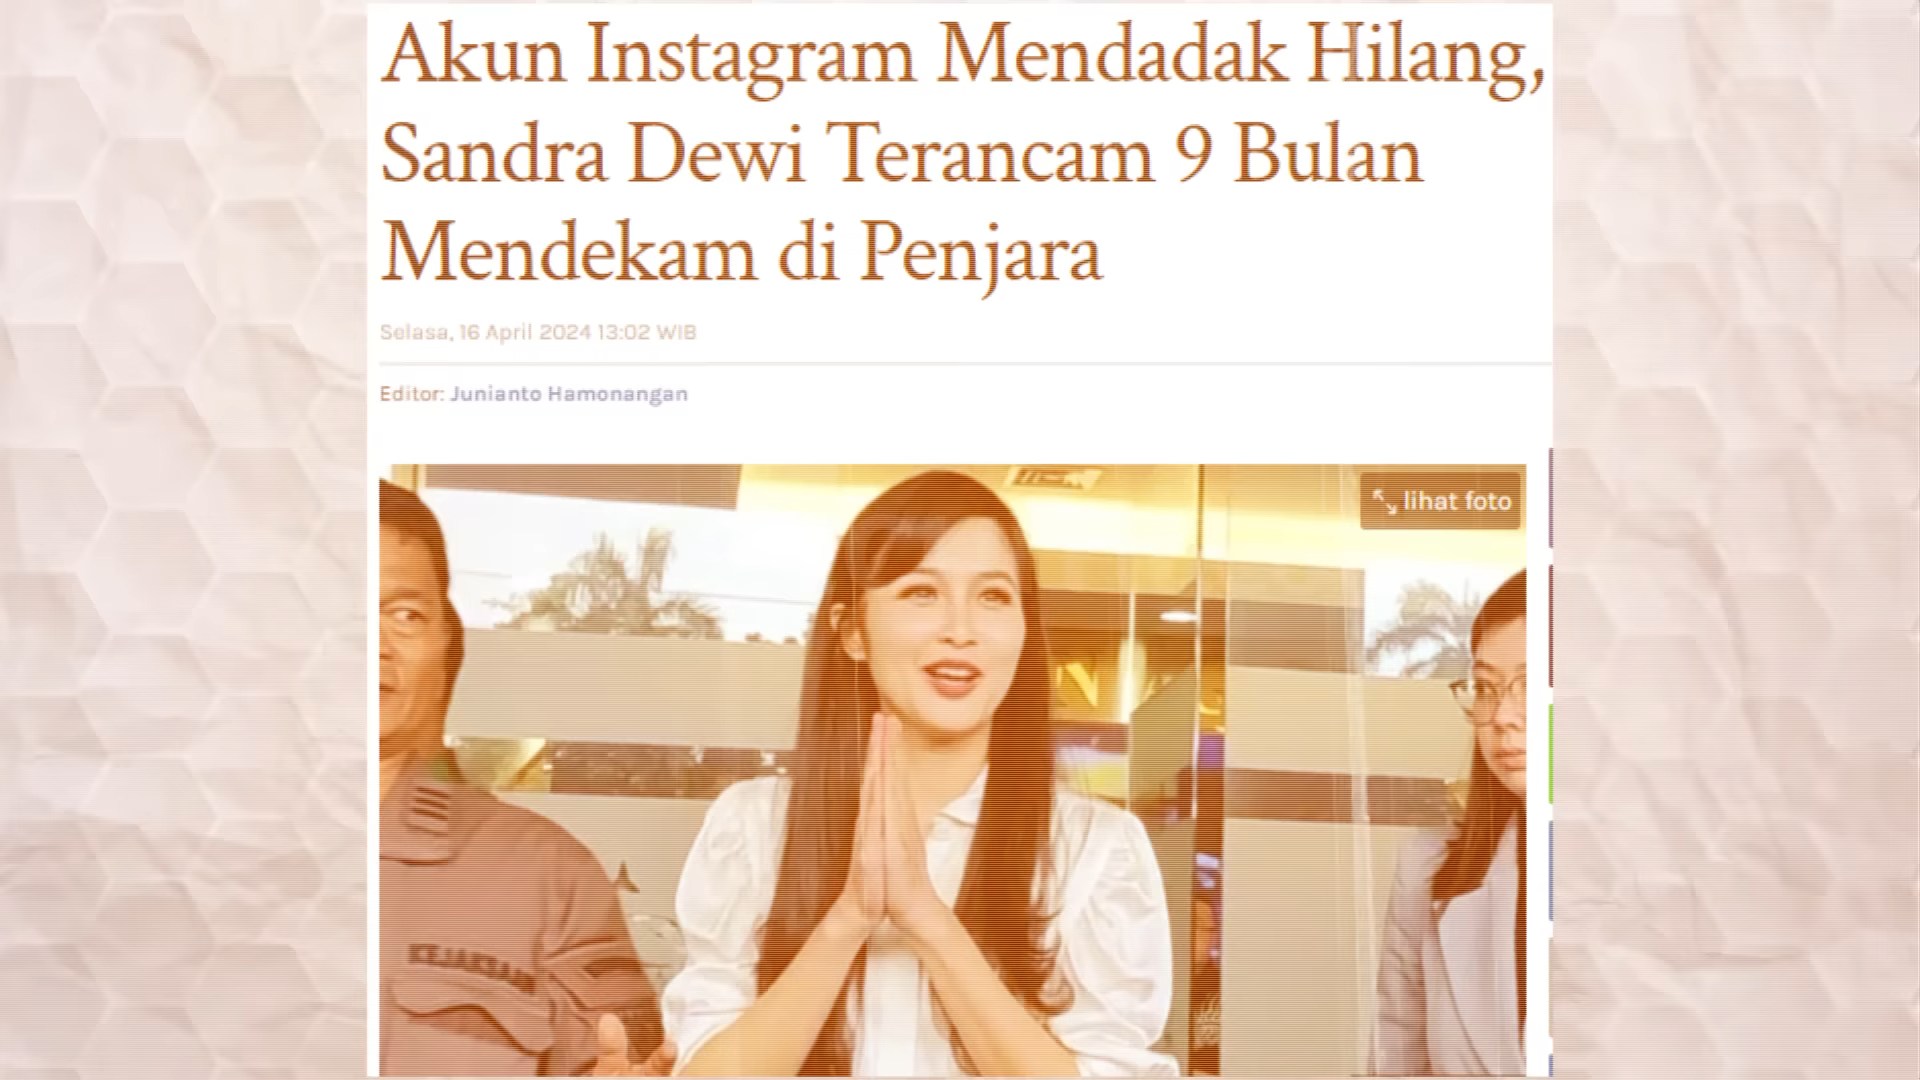 Akun Instagram Mendadak Hilang,
Sandra Dewi Terancam 9 Bulan
Mendekam di Penjara
Selasa, 16 April 2024 13:02 WIB
Editor: Junianto Hamonangan
lihat foto
KEJAKSAAN